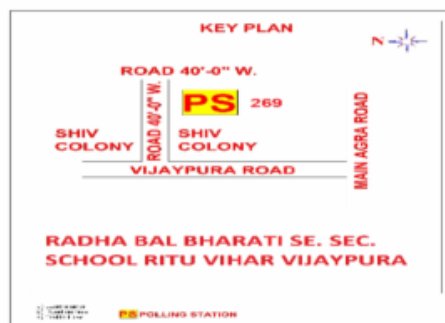 KEY PLAN
N
ROAD 40'-0" W.
PS 269
ROAD 40'-0" W.
SHIV COLONY
SHIV COLONY
MAIN AGRA ROAD
VIJAYPURA ROAD
RADHA BAL BHARATI SE. SEC.
SCHOOL RITU VIHAR VIJAYPURA
PS POLLING STATION